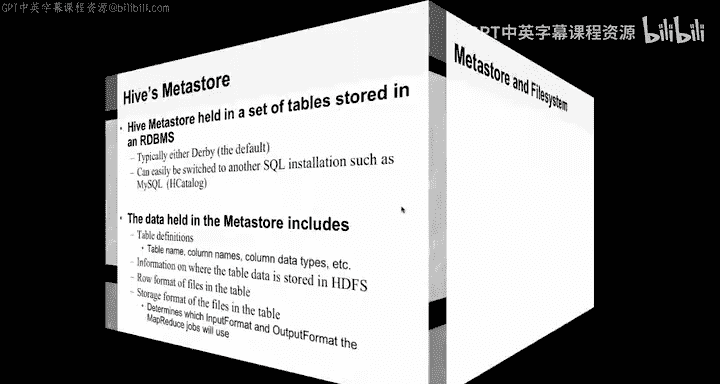 GPT中英字幕课程资源@bilibili.com
GPT中英字幕课程资源 bilibili
Hive's Metastore
• Hive Metastore held in a set of tables stored in
an RDBMS
– Typically either Derby (the default)
– Can easily be switched to another SQL installation such as
MySQL (HCatalog)
• The data held in the Metastore includes
– Table definitions
• Table name, column names, column data types, etc.
– Information on where the table data is stored in HDFS
– Row format of files in the table
– Storage format of the files in the table
• Determines which InputFormat and OutputFormat the
MapReduce jobs will use
Metastore and Filesystem